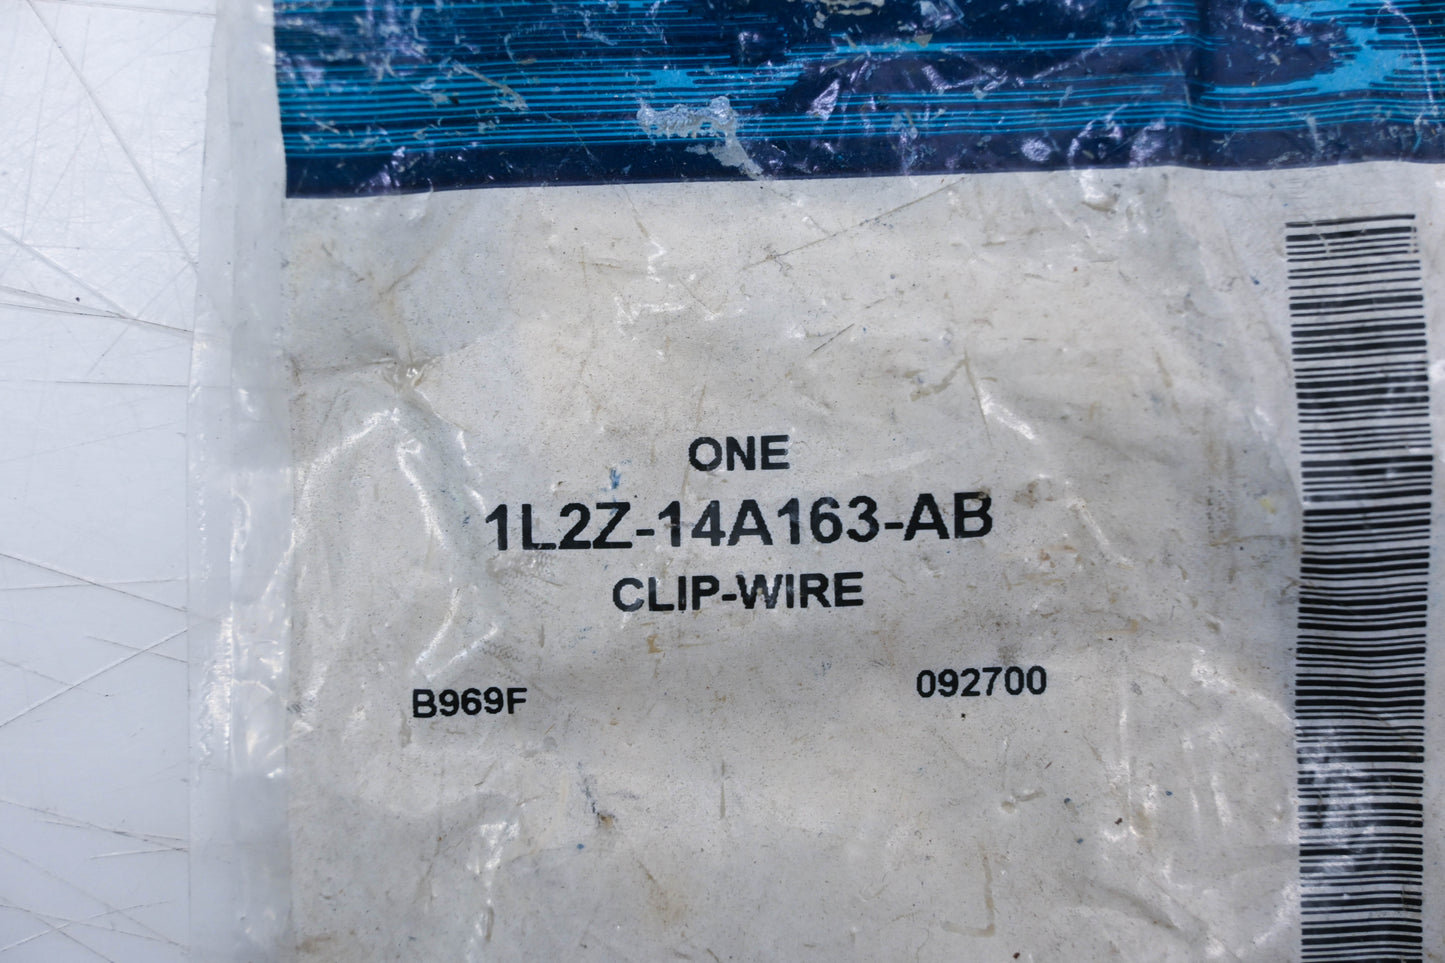 ONE
1L2Z-14A163-AB
CLIP-WIRE
B969F 092700